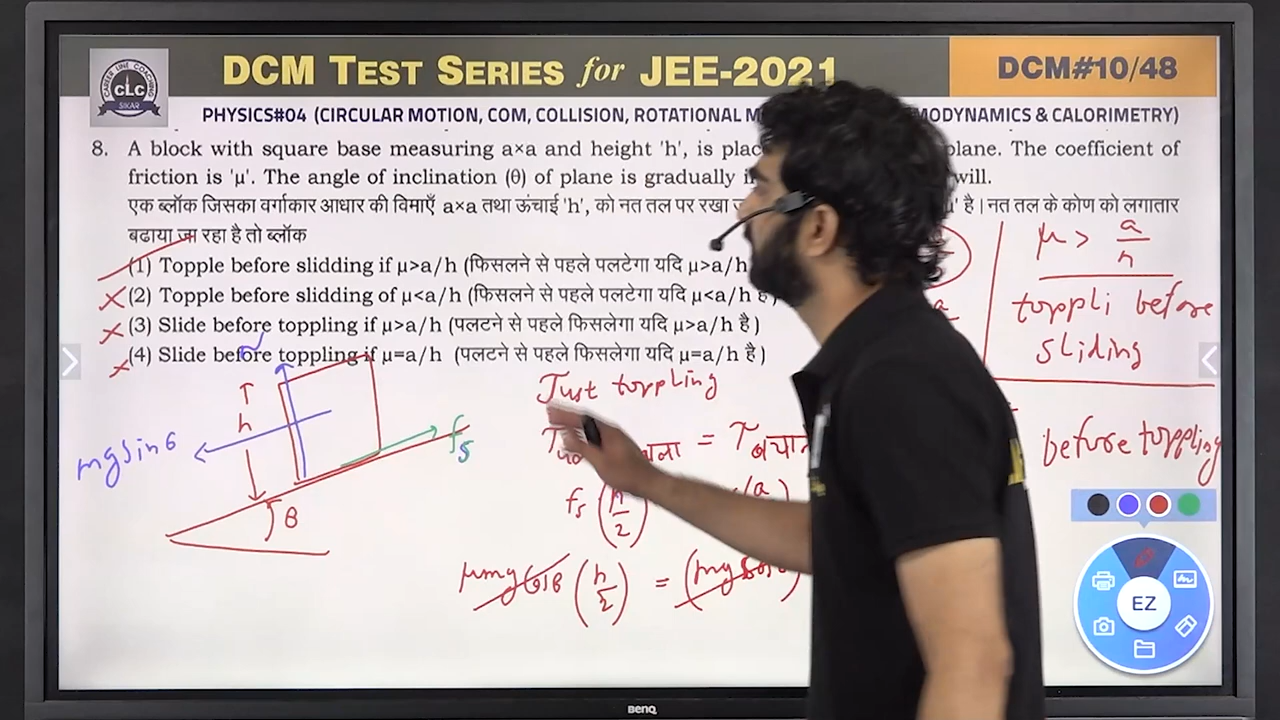 CAREER LINE COACHING
CLC
SIKAR
DCM TEST SERIES for JEE-2021
DCM#10/48
PHYSICS#04 (CIRCULAR MOTION, COM, COLLISION, ROTATIONAL M MODYNAMICS & CALORIMETRY)
8. A block with square base measuring a×a and height 'h', is plac plane. The coefficient of
friction is 'µ'. The angle of inclination (θ) of plane is gradually i will.
एक ब्लॉक जिसका वर्गाकार आधार की विमाएँ a×a तथा ऊंचाई 'h', को नत तल पर रखा है। नत तल के कोण को लगातार
बढाया जा रहा है तो ब्लॉक
(1) Topple before slidding if µ>a/h (फिसलने से पहले पलटेगा यदि µ>a/h
(2) Topple before slidding of µ<a/h (फिसलने से पहले पलटेगा यदि µ<a/h है)
(3) Slide before toppling if µ>a/h (पलटने से पहले फिसलेगा यदि µ>a/h है)
(4) Slide before toppling if µ=a/h (पलटने से पहले फिसलेगा यदि µ=a/h है)
µ > a/h
toppli before
sliding
before toppling
h
mgsinθ
fs
θ
Just toppling
fs (h/2)
µmg (h/2) =
EZ
BenQ